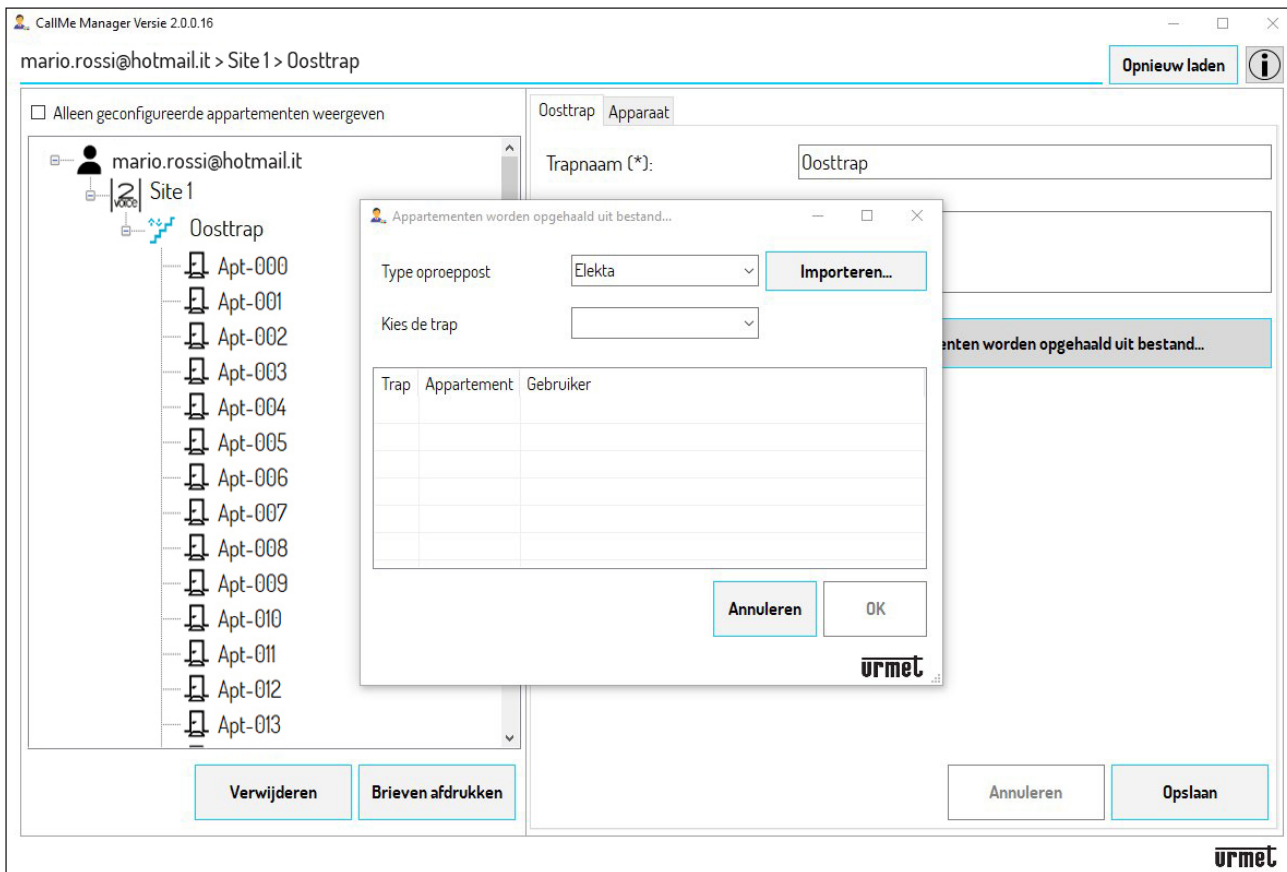 CallMe Manager Versie 2.0.0.16
mario.rossi@hotmail.it > Site 1 > Oosttrap
Opnieuw laden
i
Alleen geconfigureerde appartementen weergeven
mario.rossi@hotmail.it
2 voice
Site 1
Oosttrap
Apt-000
Apt-001
Apt-002
Apt-003
Apt-004
Apt-005
Apt-006
Apt-007
Apt-008
Apt-009
Apt-010
Apt-011
Apt-012
Apt-013
Verwijderen
Brieven afdrukken
Oosttrap
Apparaat
Trapnaam (*):
Oosttrap
worden opgehaald uit bestand...
Annuleren
Opslaan
Appartementen worden opgehaald uit bestand...
Type oproeppost
Elekta
Importeren...
Kies de trap
Trap Appartement Gebruiker
Annuleren
OK
urmet
urmet